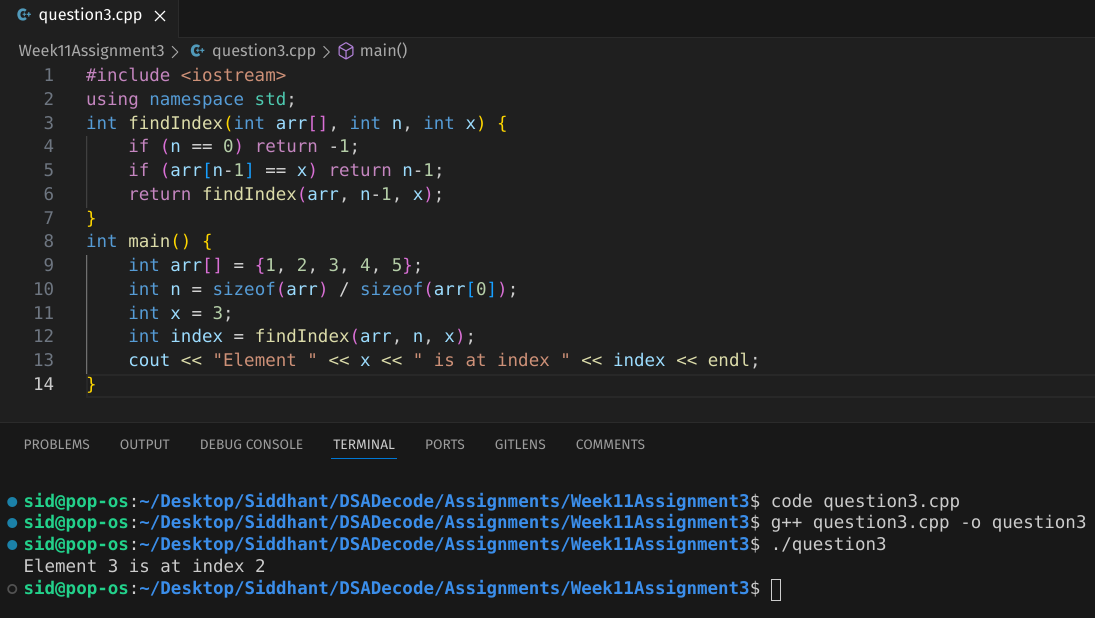 question3.cpp ×
Week11Assignment3 > question3.cpp > main()
1 #include <iostream>
2 using namespace std;
3 int findIndex(int arr[], int n, int x) {
4     if (n == 0) return -1;
5     if (arr[n-1] == x) return n-1;
6     return findIndex(arr, n-1, x);
7 }
8 int main() {
9     int arr[] = {1, 2, 3, 4, 5};
10     int n = sizeof(arr) / sizeof(arr[0]);
11     int x = 3;
12     int index = findIndex(arr, n, x);
13     cout << "Element " << x << " is at index " << index << endl;
14 }
PROBLEMS OUTPUT DEBUG CONSOLE TERMINAL PORTS GITLENS COMMENTS
sid@pop-os:~/Desktop/Siddhant/DSADecode/Assignments/Week11Assignment3$ code question3.cpp
sid@pop-os:~/Desktop/Siddhant/DSADecode/Assignments/Week11Assignment3$ g++ question3.cpp -o question3
sid@pop-os:~/Desktop/Siddhant/DSADecode/Assignments/Week11Assignment3$ ./question3
Element 3 is at index 2
sid@pop-os:~/Desktop/Siddhant/DSADecode/Assignments/Week11Assignment3$